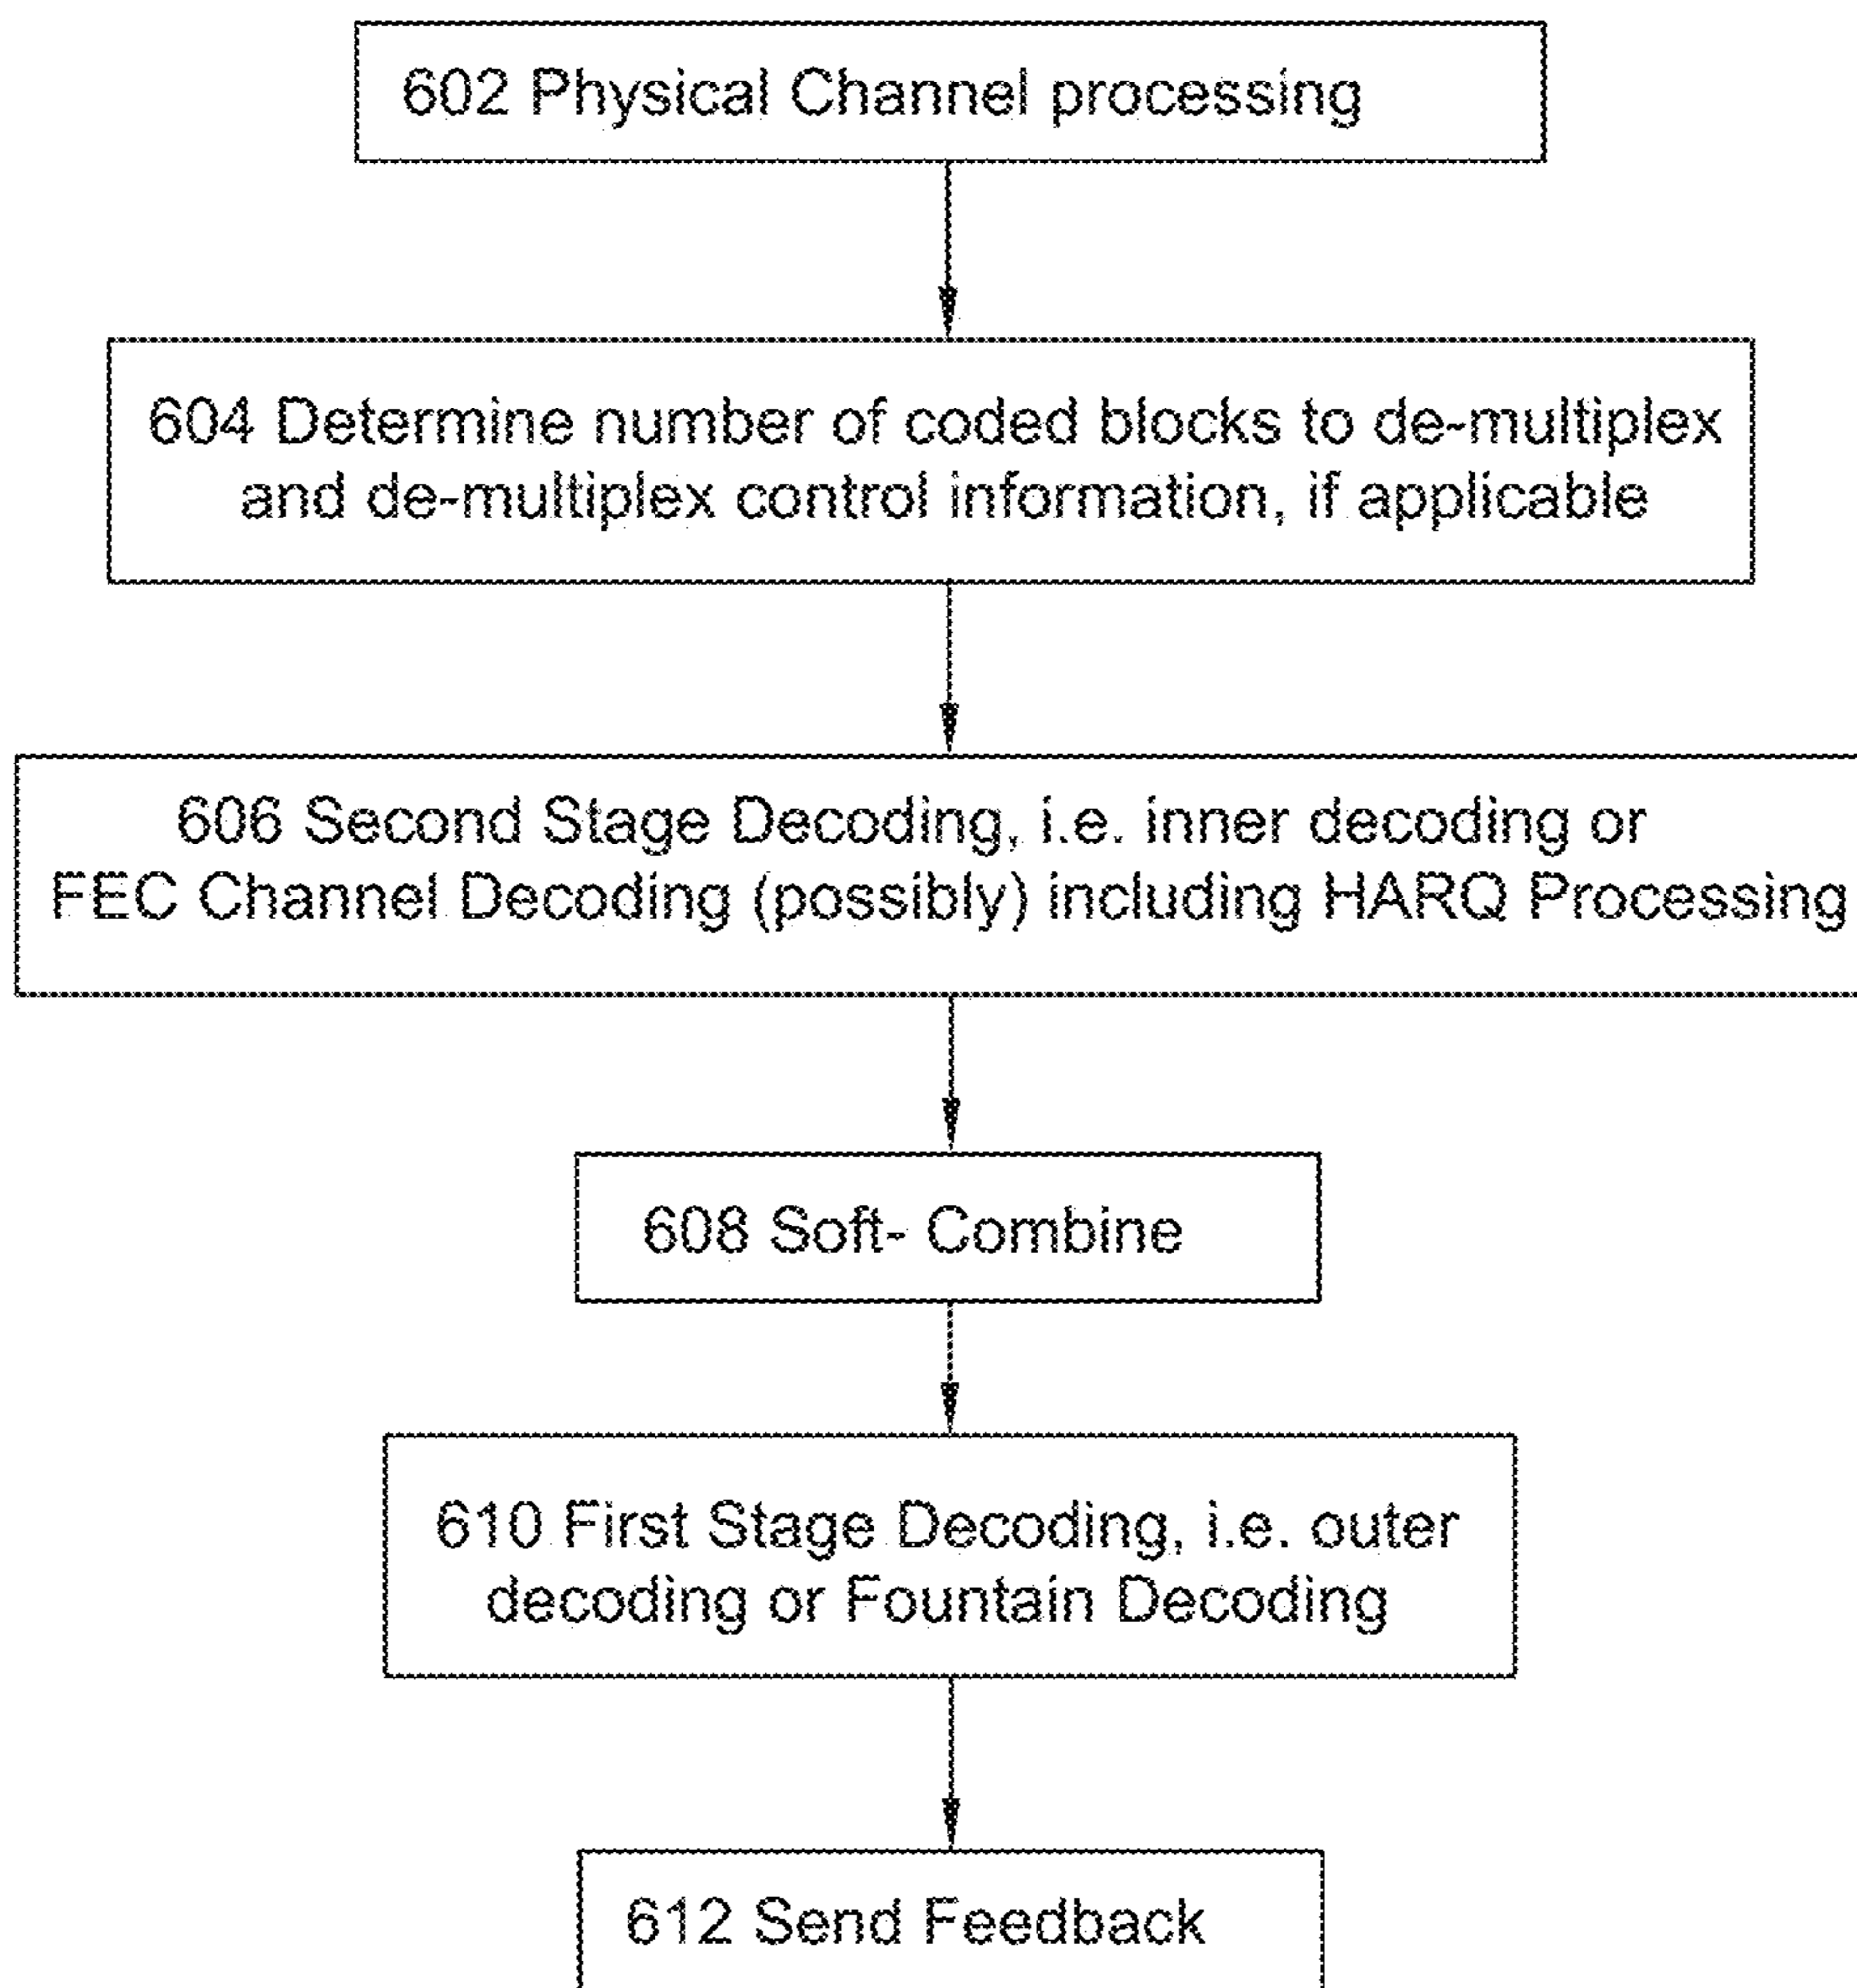 602 Physical Channel processing
604 Determine number of coded blocks to de-multiplex
and de-multiplex control information, if applicable
606 Second Stage Decoding, i.e. inner decoding or
FEC Channel Decoding (possibly) including HARQ Processing
608 Soft- Combine
610 First Stage Decoding, i.e. outer
decoding or Fountain Decoding
612 Send Feedback